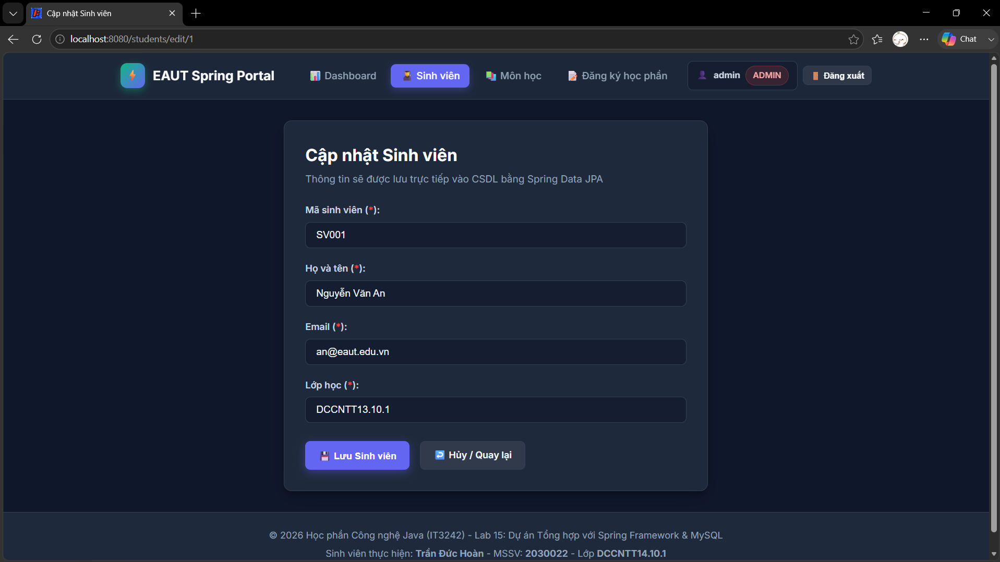 Cập nhật Sinh viên
localhost:8080/students/edit/1
Chat
EAUT Spring Portal
Dashboard
Sinh viên
Môn học
Đăng ký học phần
admin
ADMIN
Đăng xuất
Cập nhật Sinh viên
Thông tin sẽ được lưu trực tiếp vào CSDL bằng Spring Data JPA
Mã sinh viên (*):
SV001
Họ và tên (*):
Nguyễn Văn An
Email (*):
an@eaut.edu.vn
Lớp học (*):
DCCNTT13.10.1
Lưu Sinh viên
Hủy / Quay lại
© 2026 Học phần Công nghệ Java (IT3242) - Lab 15: Dự án Tổng hợp với Spring Framework & MySQL
Sinh viên thực hiện: Trần Đức Hoàn - MSSV: 2030022 - Lớp DCCNTT14.10.1